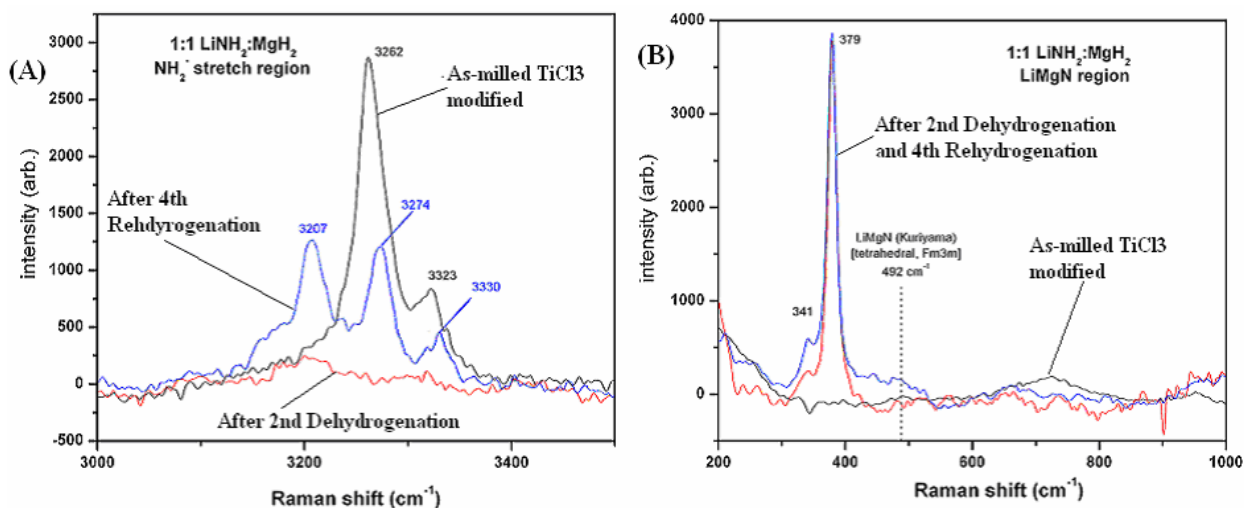 (A)
1:1 LiNH2:MgH2
NH2- stretch region
3262
As-milled TiCl3
modified
After 4th
Rehdyrogenation
3207
3274
3323
3330
After 2nd Dehydrogenation
3000
2500
2000
1500
1000
500
0
-500
intensity (arb.)
3000
3200
3400
Raman shift (cm-1)
(B)
379
1:1 LiNH2:MgH2
LiMgN region
After 2nd Dehydrogenation
and 4th Rehydrogenation
LiMgN (Kuriyama)
[tetrahedral, Fm3m]
492 cm-1
As-milled TiCl3
modified
341
4000
3000
2000
1000
0
intensity (arb.)
200
400
600
800
1000
Raman shift (cm-1)